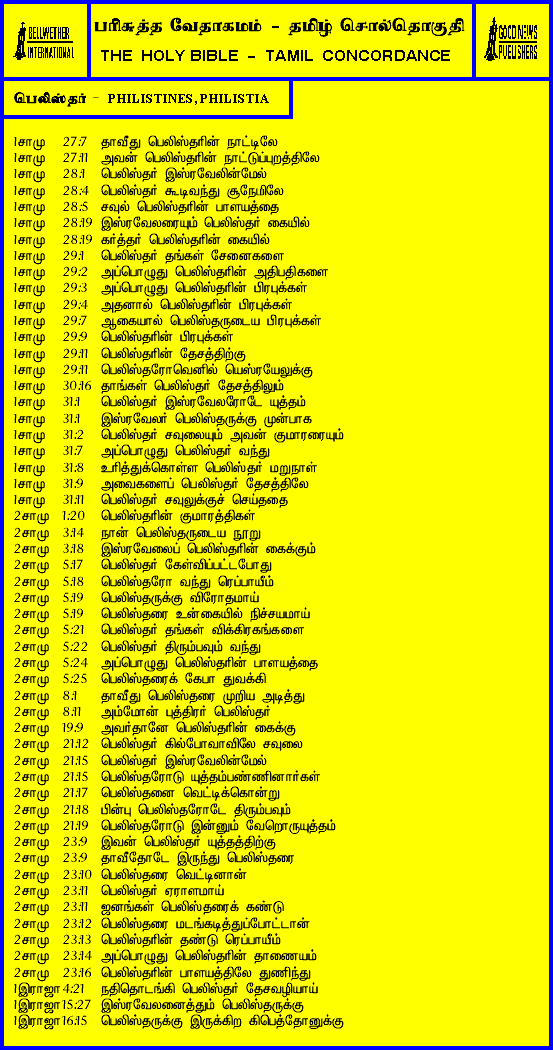 BELLWETHER
INTERNATIONAL
பரிசுத்த வேதாகமம் - தமிழ் சொல்தொகுதி
THE HOLY BIBLE - TAMIL CONCORDANCE
GOOD NEWS
PUBLISHERS
பெலிஸ்தர் - PHILISTINES, PHILISTIA
1சாமு 27:7 தாவீது பெலிஸ்தரின் நாட்டிலே
1சாமு 27:11 அவன் பெலிஸ்தரின் நாட்டுப்புறத்திலே
1சாமு 28:1 பெலிஸ்தர் இஸ்ரவேலின்மேல்
1சாமு 28:4 பெலிஸ்தர் கூடிவந்து சூநேமிலே
1சாமு 28:5 சவுல் பெலிஸ்தரின் பாளயத்தை
1சாமு 28:19 இஸ்ரவேலரையும் பெலிஸ்தர் கையில்
1சாமு 28:19 கர்த்தர் பெலிஸ்தரின் கையில்
1சாமு 29:1 பெலிஸ்தர் தங்கள் சேனைகளை
1சாமு 29:2 அப்பொழுது பெலிஸ்தரின் அதிபதிகளை
1சாமு 29:3 அப்பொழுது பெலிஸ்தரின் பிரபுக்கள்
1சாமு 29:4 அதனால் பெலிஸ்தரின் பிரபுக்கள்
1சாமு 29:7 ஆகையால் பெலிஸ்தருடைய பிரபுக்கள்
1சாமு 29:9 பெலிஸ்தரின் பிரபுக்கள்
1சாமு 29:11 பெலிஸ்தரின் தேசத்திற்கு
1சாமு 29:11 பெலிஸ்தரோவெனில் யெஸ்ரயேலுக்கு
1சாமு 30:16 தாங்கள் பெலிஸ்தர் தேசத்திலும்
1சாமு 31:1 பெலிஸ்தர் இஸ்ரவேலரோடே யுத்தம்
1சாமு 31:1 இஸ்ரவேலர் பெலிஸ்தருக்கு முன்பாக
1சாமு 31:2 பெலிஸ்தர் சவுலையும் அவன் குமாரரையும்
1சாமு 31:7 அப்பொழுது பெலிஸ்தர் வந்து
1சாமு 31:8 உரித்துக்கொள்ள பெலிஸ்தர் மறுநாள்
1சாமு 31:9 அவைகளைப் பெலிஸ்தர் தேசத்திலே
1சாமு 31:11 பெலிஸ்தர் சவுலுக்குச் செய்ததை
2சாமு 1:20 பெலிஸ்தரின் குமாரத்திகள்
2சாமு 3:14 நான் பெலிஸ்தருடைய நூறு
2சாமு 3:18 இஸ்ரவேலைப் பெலிஸ்தரின் கைக்கும்
2சாமு 5:17 பெலிஸ்தர் கேள்விப்பட்டபோது
2சாமு 5:18 பெலிஸ்தரோ வந்து ரெப்பாயீம்
2சாமு 5:19 பெலிஸ்தருக்கு விரோதமாய்
2சாமு 5:19 பெலிஸ்தரை உன்கையில் நிச்சயமாய்
2சாமு 5:21 பெலிஸ்தர் தங்கள் விக்கிரகங்களை
2சாமு 5:22 பெலிஸ்தர் திரும்பவும் வந்து
2சாமு 5:24 அப்பொழுது பெலிஸ்தரின் பாளயத்தை
2சாமு 5:25 பெலிஸ்தரைக் கேபா துவக்கி
2சாமு 8:1 தாவீது பெலிஸ்தரை முறிய அடித்து
2சாமு 8:11 அம்மோன் புத்திரர் பெலிஸ்தர்
2சாமு 19:9 அவர்தானே பெலிஸ்தரின் கைக்கு
2சாமு 21:12 பெலிஸ்தர் கில்போவாவிலே சவுலை
2சாமு 21:15 பெலிஸ்தர் இஸ்ரவேலின்மேல்
2சாமு 21:15 பெலிஸ்தரோடு யுத்தம்பண்ணினார்கள்
2சாமு 21:17 பெலிஸ்தனை வெட்டிக்கொன்று
2சாமு 21:18 பின்பு பெலிஸ்தரோடே திரும்பவும்
2சாமு 21:19 பெலிஸ்தரோடு இன்னும் வேறொருயுத்தம்
2சாமு 23:9 இவன் பெலிஸ்தர் யுத்தத்திற்கு
2சாமு 23:9 தாவீதோடே இருந்து பெலிஸ்தரை
2சாமு 23:10 பெலிஸ்தரை வெட்டினான்
2சாமு 23:11 பெலிஸ்தர் ஏராளமாய்
2சாமு 23:11 ஜனங்கள் பெலிஸ்தரைக் கண்டு
2சாமு 23:12 பெலிஸ்தரை மடங்கடித்துப்போட்டான்
2சாமு 23:13 பெலிஸ்தரின் தண்டு ரெப்பாயீம்
2சாமு 23:14 அப்பொழுது பெலிஸ்தரின் தாணையம்
2சாமு 23:16 பெலிஸ்தரின் பாளயத்திலே துணிந்து
1இராஜா 4:21 நதிதொடங்கி பெலிஸ்தர் தேசவழியாய்
1இராஜா 15:27 இஸ்ரவேலனைத்தும் பெலிஸ்தருக்கு
1இராஜா 16:15 பெலிஸ்தருக்கு இருக்கிற கிபெத்தோனுக்கு